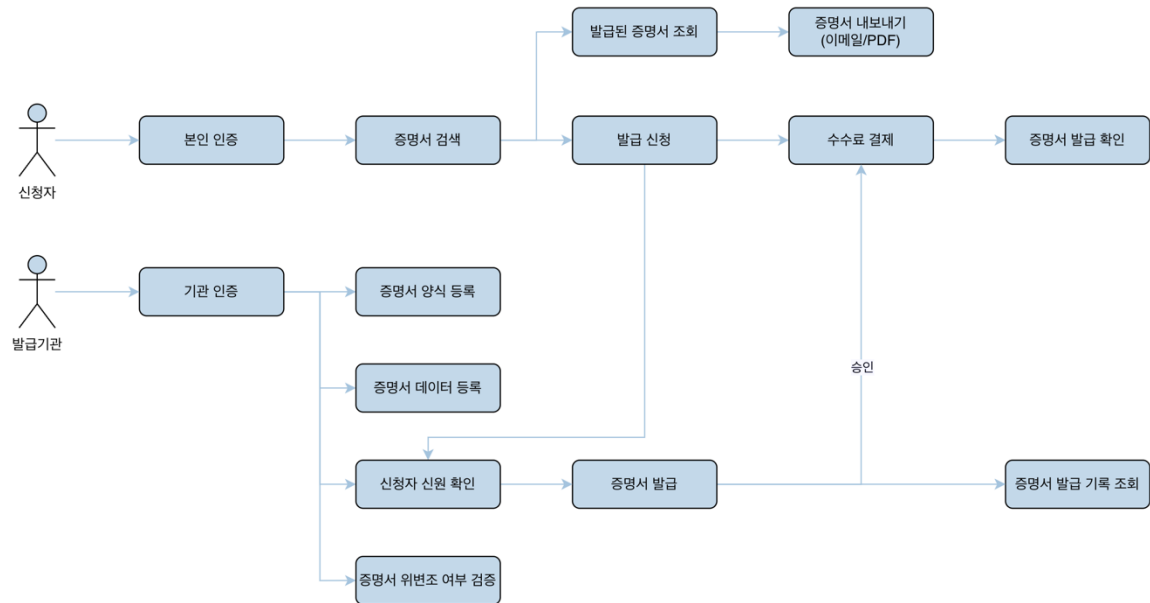 발급된 증명서 조회
증명서 내보내기
(이메일/PDF)
본인 인증
증명서 검색
발급 신청
수수료 결제
증명서 발급 확인
신청자
기관 인증
증명서 양식 등록
발급기관
승인
증명서 데이터 등록
신청자 신원 확인
증명서 발급
증명서 발급 기록 조회
증명서 위변조 여부 검증